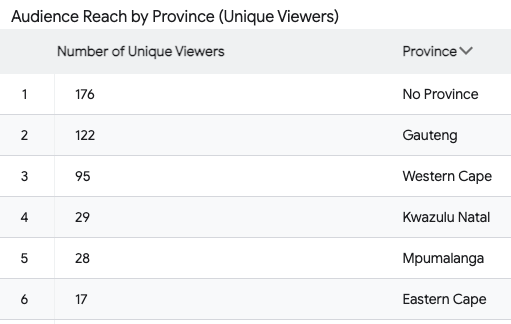 Audience Reach by Province (Unique Viewers)
Number of Unique Viewers Province
1 176 No Province
2 122 Gauteng
3 95 Western Cape
4 29 Kwazulu Natal
5 28 Mpumalanga
6 17 Eastern Cape